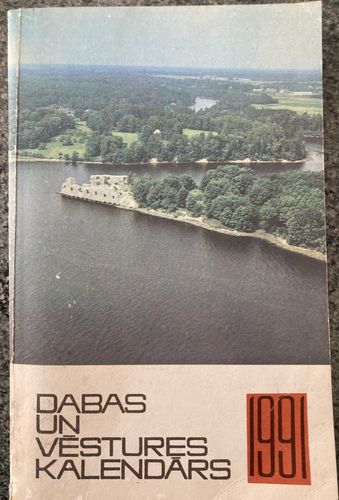 DABAS
UN
VĒSTURES
KALENDĀRS
1991